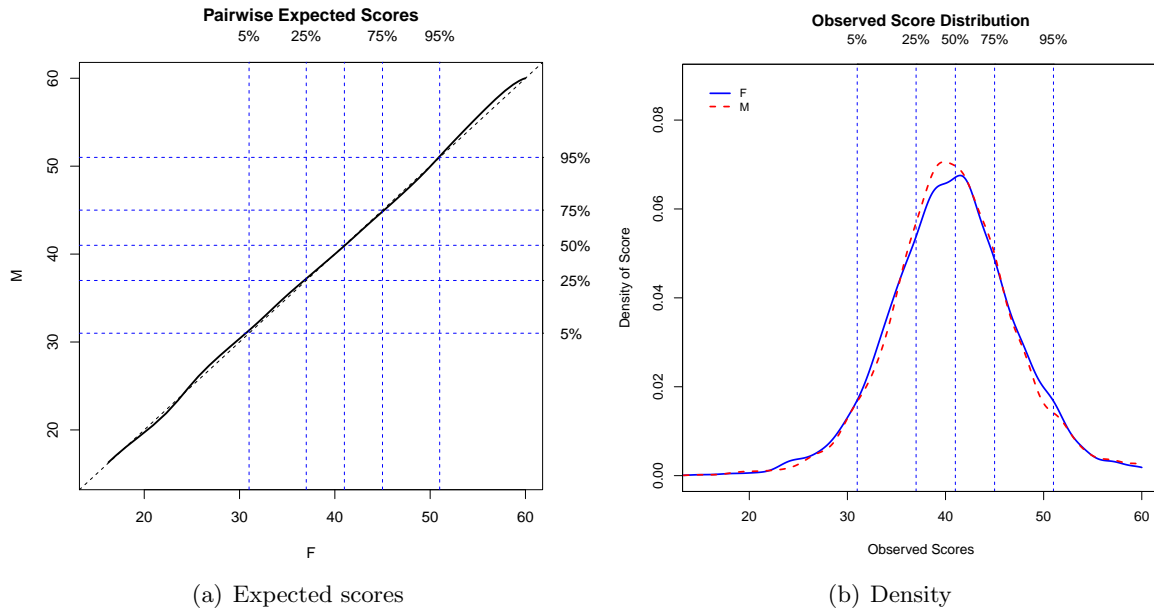 Pairwise Expected Scores
5% 25% 75% 95%
60
50
40
30
20
M
95%
75%
50%
25%
5%
20 30 40 50 60
F
(a) Expected scores
Observed Score Distribution
5% 25% 50% 75% 95%
F
M
0.08
0.06
0.04
0.02
0.00
Density of Score
20 30 40 50 60
Observed Scores
(b) Density